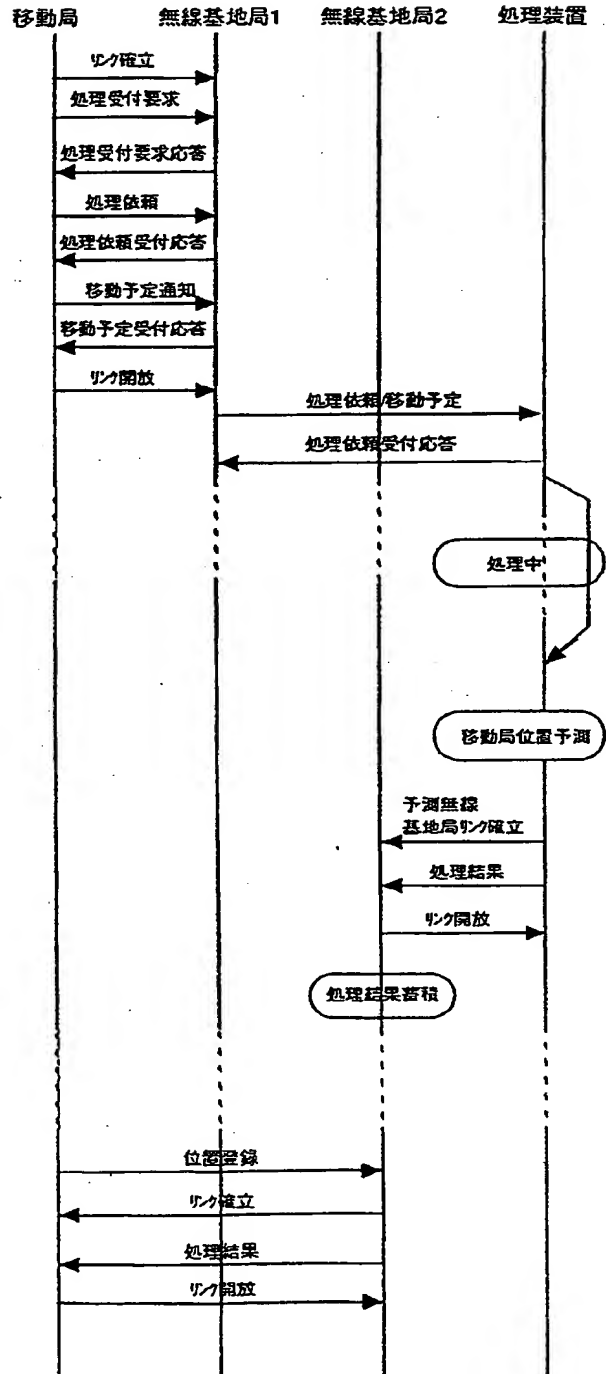 移動局
無線基地局1
無線基地局2
処理装置
リンク確立
処理受付要求
処理受付要求応答
処理依頼
処理依頼受付応答
移動予定通知
移動予定受付応答
リンク開放
処理依頼/移動予定
処理依頼受付応答
処理中
移動局位置予測
予測無線
基地局リンク確立
処理結果
リンク開放
処理結果蓄積
位置登録
リンク確立
処理結果
リンク開放